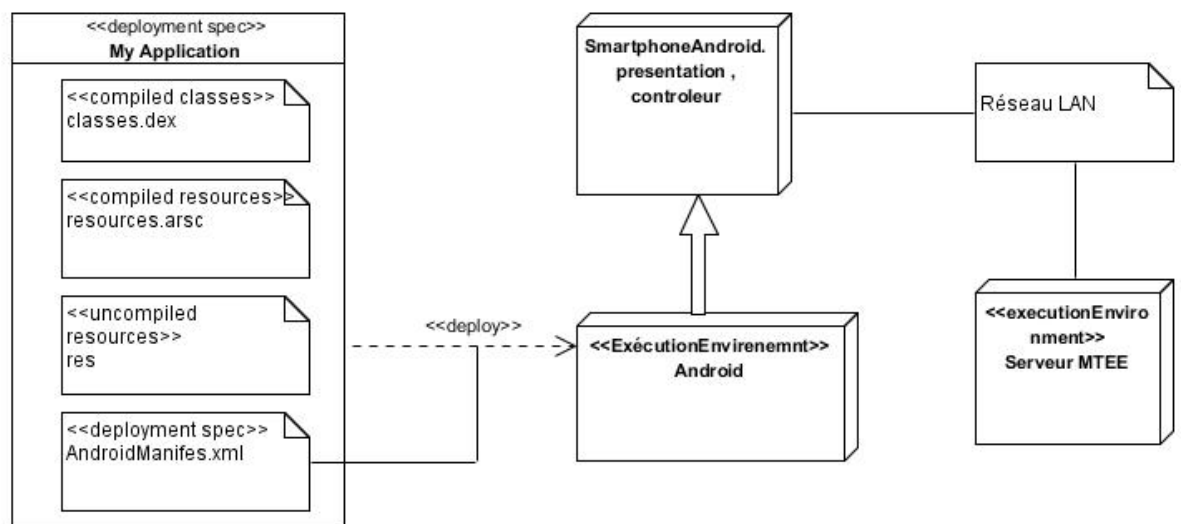 <<deployment spec>>
My Application
<<compiled classes>>
classes.dex
<<compiled resources>>
resources.arsc
<<uncompiled
resources>>
res
<<deployment spec>>
AndroidManifes.xml
<<deploy>>
SmartphoneAndroid.
presentation ,
controleur
<<ExécutionEnvirenemnt>>
Android
Réseau LAN
<<executionEnviro
nment>>
Serveur MTEE